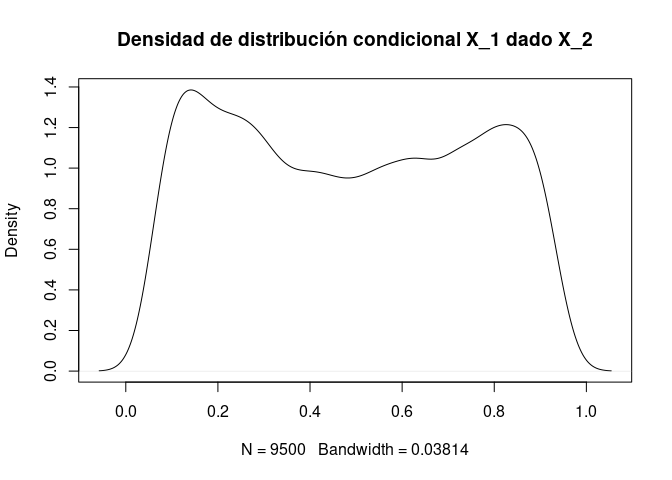 Densidad de distribución condicional X_1 dado X_2
Density
1.4
1.2
1.0
0.8
0.6
0.4
0.2
0.0
0.0 0.2 0.4 0.6 0.8 1.0
N = 9500 Bandwidth = 0.03814